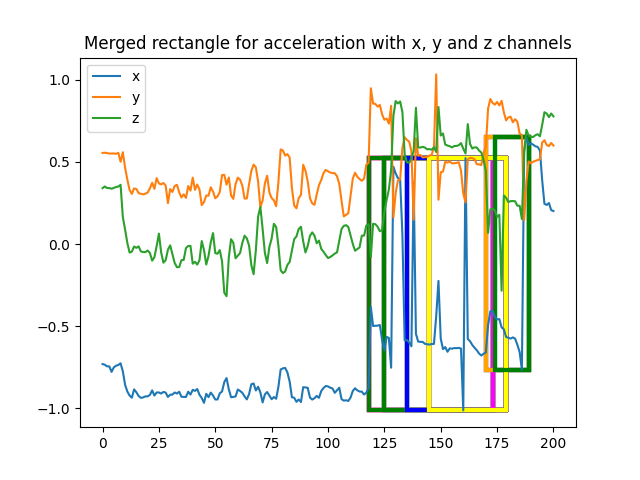 Merged rectangle for acceleration with x, y and z channels
x
y
z
1.0
0.5
0.0
−0.5
−1.0
0 25 50 75 100 125 150 175 200